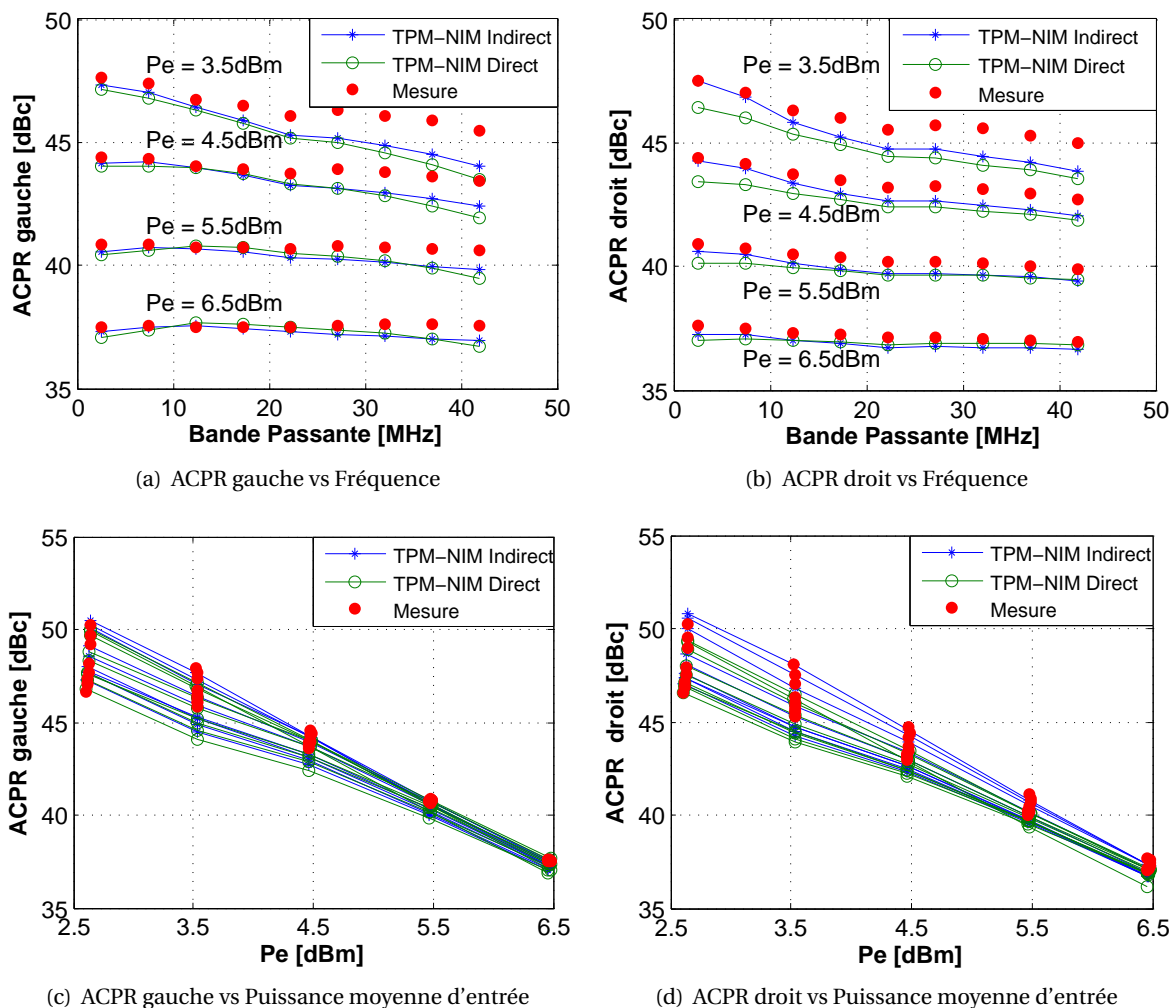 50
45
40
35
ACPR gauche [dBc]
TPM−NIM Indirect
TPM−NIM Direct
Mesure
Pe = 3.5dBm
Pe = 4.5dBm
Pe = 5.5dBm
Pe = 6.5dBm
0 10 20 30 40 50
Bande Passante [MHz]
(a) ACPR gauche vs Fréquence
50
45
40
35
ACPR droit [dBc]
TPM−NIM Indirect
TPM−NIM Direct
Mesure
Pe = 3.5dBm
Pe = 4.5dBm
Pe = 5.5dBm
Pe = 6.5dBm
0 10 20 30 40 50
Bande Passante [MHz]
(b) ACPR droit vs Fréquence
55
50
45
40
35
ACPR gauche [dBc]
TPM−NIM Indirect
TPM−NIM Direct
Mesure
2.5 3.5 4.5 5.5 6.5
Pe [dBm]
(c) ACPR gauche vs Puissance moyenne d'entrée
55
50
45
40
35
ACPR droit [dBc]
TPM−NIM Indirect
TPM−NIM Direct
Mesure
2.5 3.5 4.5 5.5 6.5
Pe [dBm]
(d) ACPR droit vs Puissance moyenne d'entrée